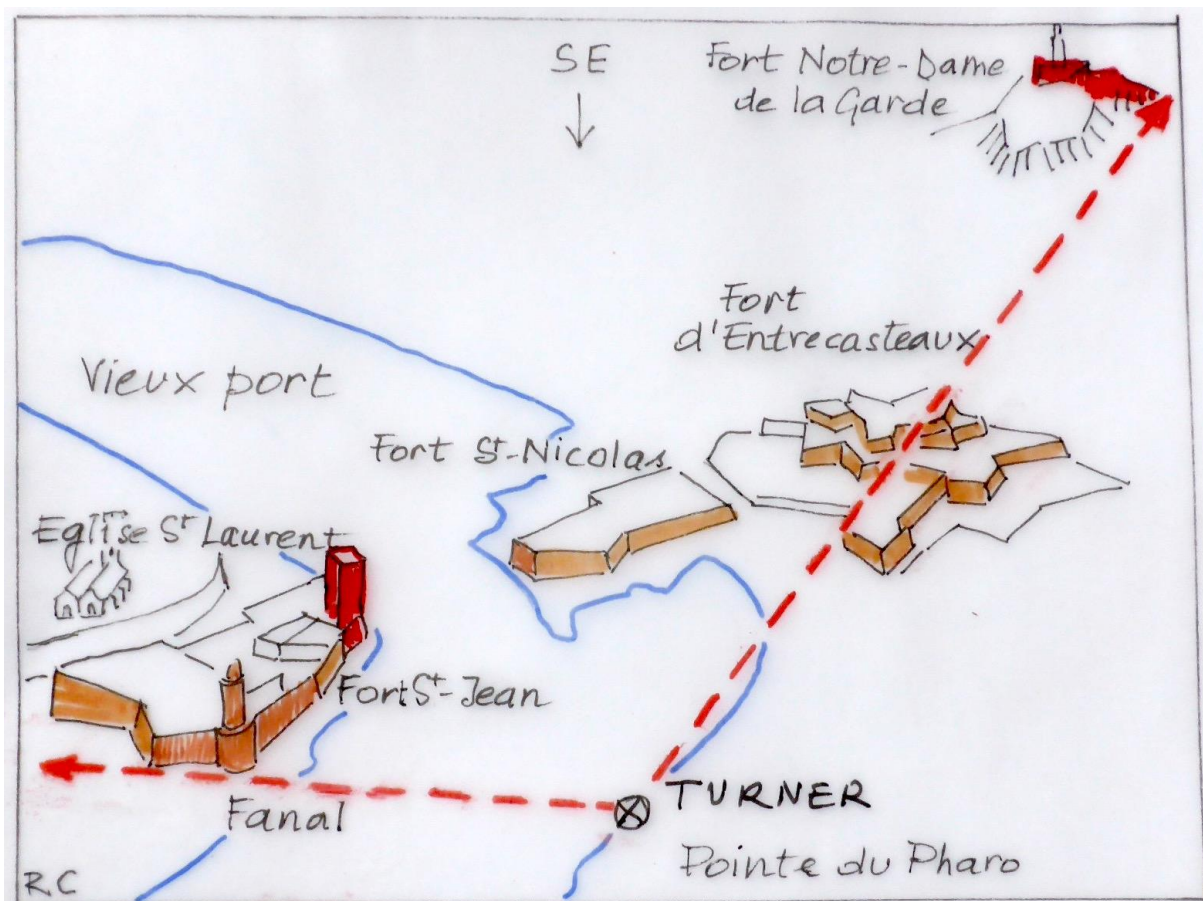 SE
Fort Notre-Dame
de la Garde
Fort
d'Entrecasteaux
Vieux port
Fort St-Nicolas
Eglise St Laurent
Fort St-Jean
TURNER
Fanal
Pointe du Pharo
RC